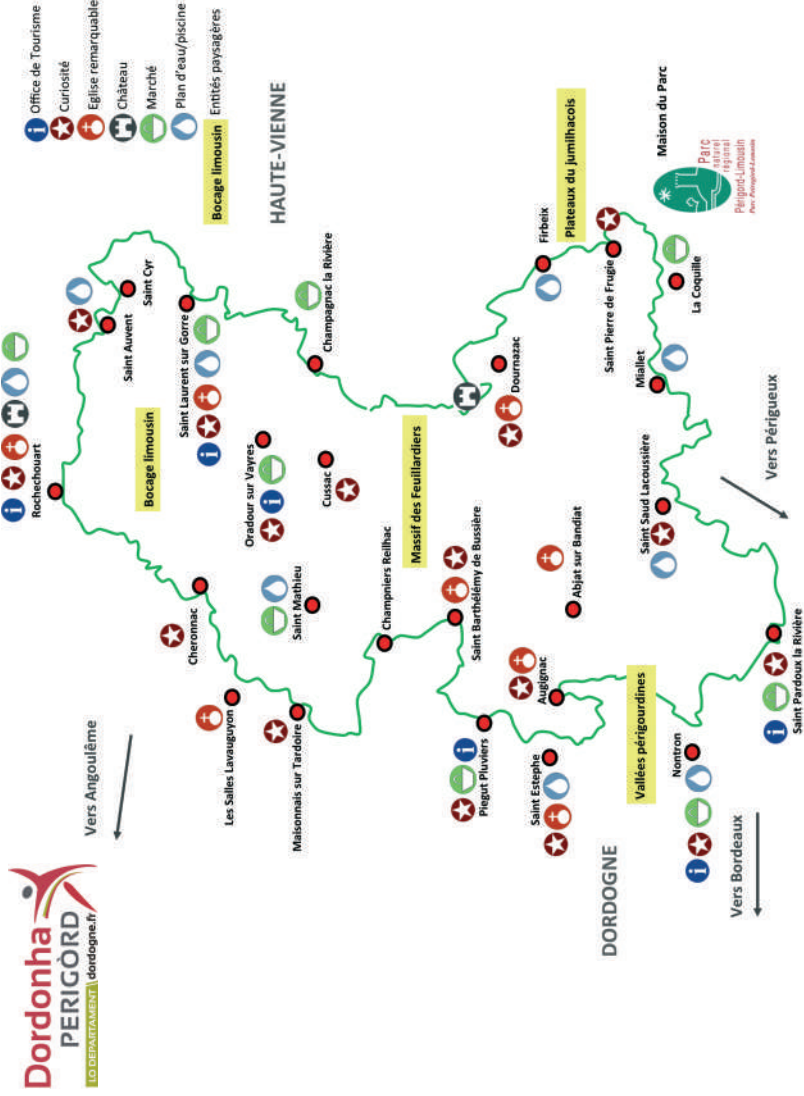 Dordonha
PERIGÒRD
LO DEPARTAMENT dordogne.fr
Vers Angoulême
Office de Tourisme
Curiosité
Eglise remarquable
Château
Marché
Plan d'eau/piscine
Bocage limousin Entités paysagères
HAUTE-VIENNE
Rochechouart
Saint Auvent
Saint Cyr
Bocage limousin
Saint Laurent sur Gorre
Cheronnac
Les Salles Lavauguyon
Oradour sur Vayres
Champagnac la Rivière
Saint Mathieu
Cussac
Maisonnais sur Tardoire
Champniers Reilhac
Massif des Feuillardiers
Saint Barthélémy de Bussière
Dournazac
Piegut Pluviers
Firbeix
Plateaux du jumilhacois
Augignac
Abjat sur Bandiat
Saint Estephe
Saint Pierre de Frugie
DORDOGNE
Vallées périgourdines
Miallet
La Coquille
Maison du Parc
Parc
naturel
régional
Périgord-Limousin
Parc Perigord-Limosin
Saint Saud Lacoussière
Nontron
Vers Bordeaux
Saint Pardoux la Rivière
Vers Périgueux